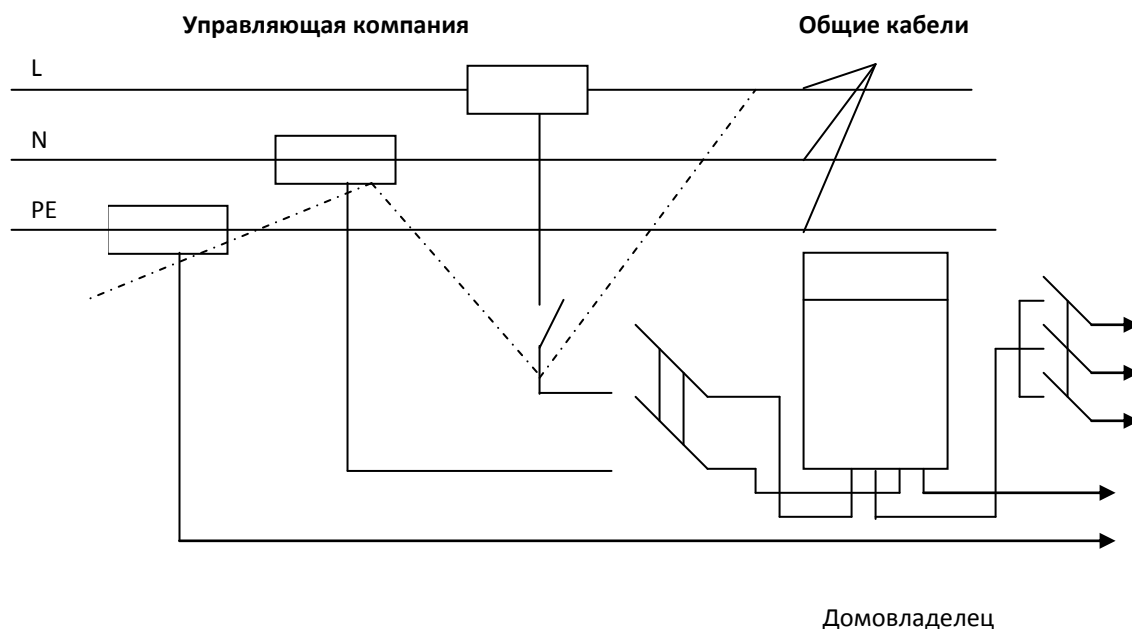 Управляющая компания
Общие кабели
L
N
PE
Домовладелец